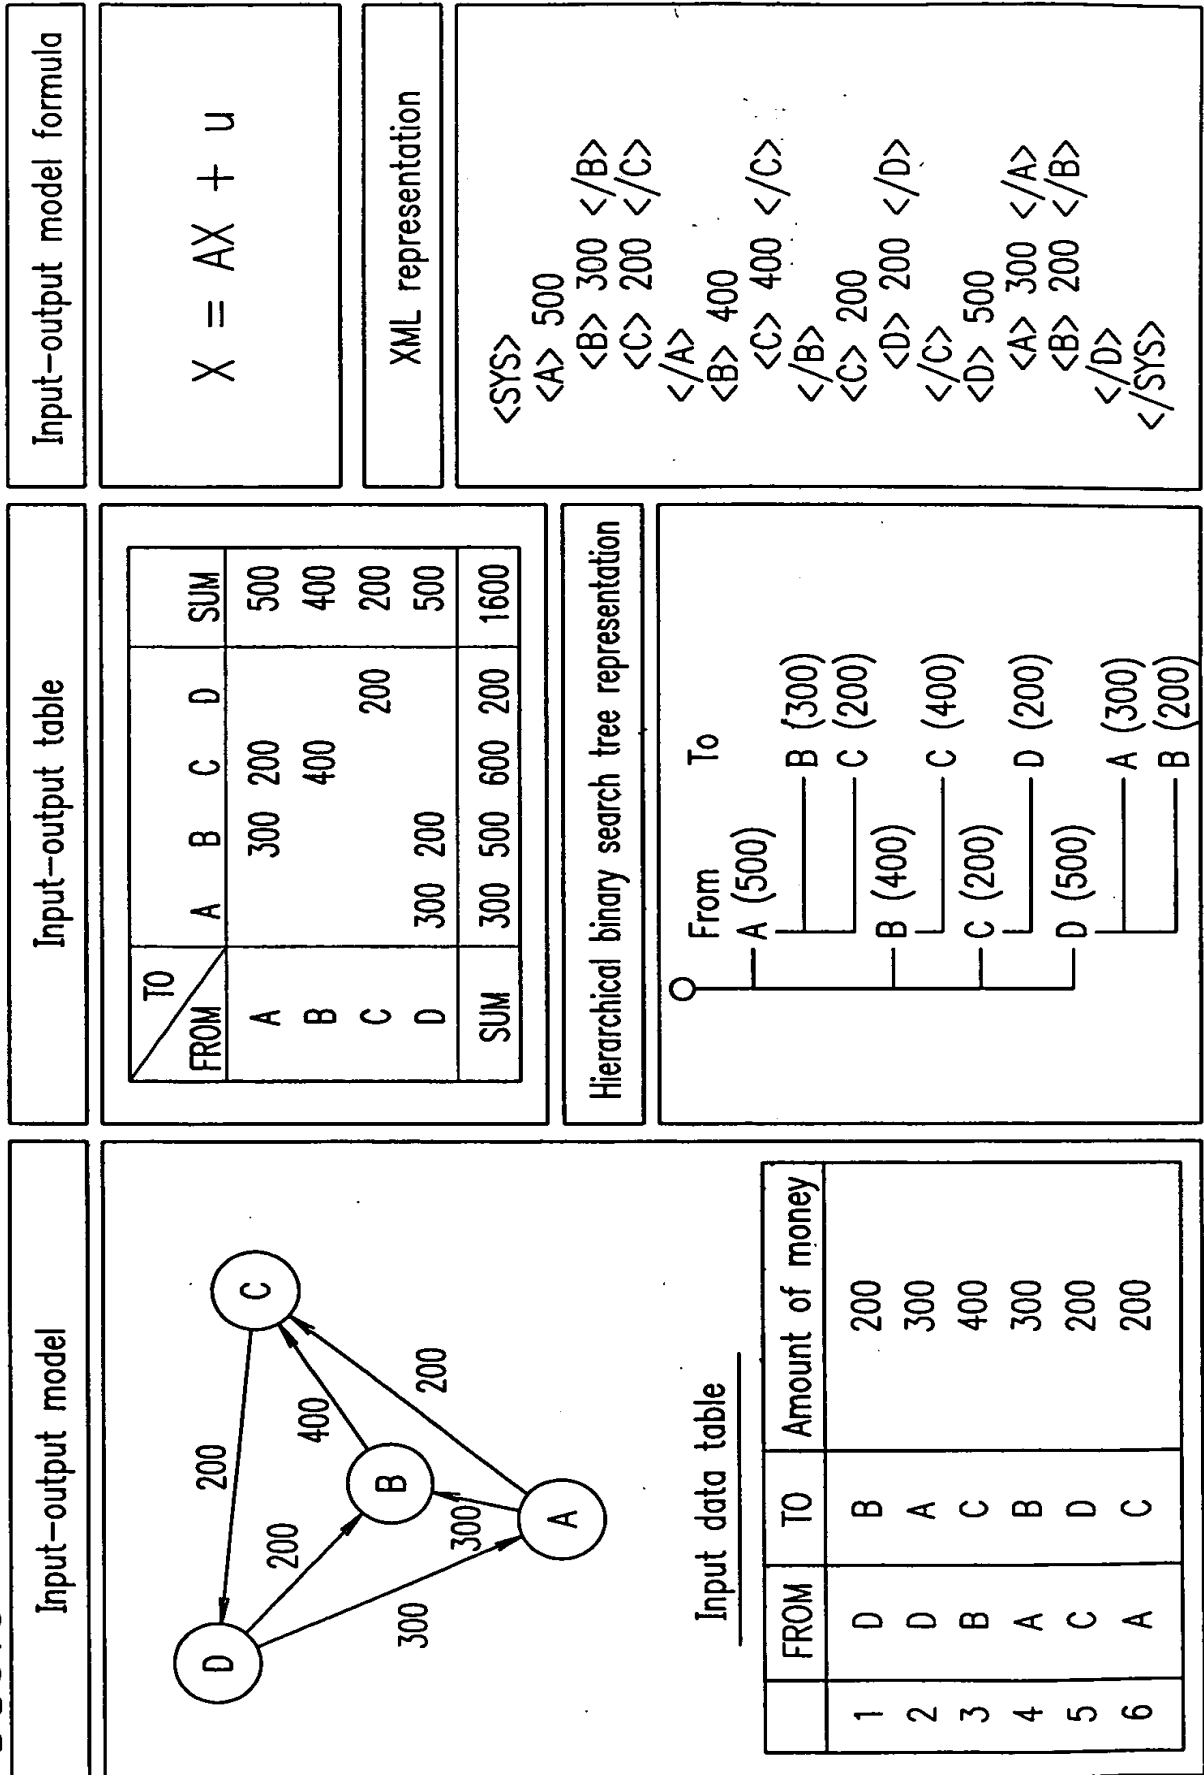 Input-output model
D
C
B
A
200
200
400
300
300
200
Input data table
FROM TO Amount of money
1 D B 200
2 D A 300
3 B C 400
4 A B 300
5 C D 200
6 A C 200
Input-output table
TO
FROM A B C D SUM
A 300 200 500
B 400 400
C 200 200
D 300 200 500
SUM 300 500 600 200 1600
Hierarchical binary search tree representation
From To
A (500)
B (300)
C (200)
B (400)
C (400)
C (200)
D (200)
D (500)
A (300)
B (200)
Input-output model formula
X = AX + u
XML representation
<SYS>
<A> 500
<B> 300 </B>
<C> 200 </C>
</A>
<B> 400
<C> 400 </C>
</B>
<C> 200
<D> 200 </D>
</C>
<D> 500
<A> 300 </A>
<B> 200 </B>
</D>
</SYS>